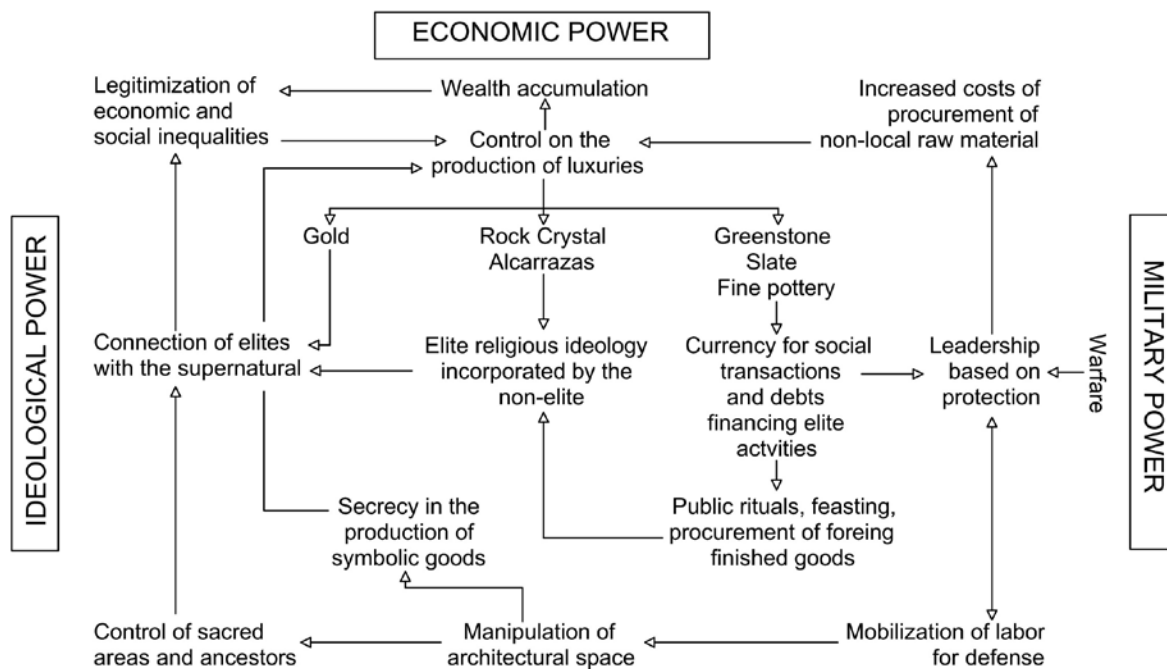 ECONOMIC POWER
Legitimization of
economic and
social inequalities
Wealth accumulation
Increased costs of
procurement of
non-local raw material
Control on the
production of luxuries
IDEOLOGICAL POWER
Gold
Rock Crystal
Alcarrazas
Greenstone
Slate
Fine pottery
MILITARY POWER
Connection of elites
with the supernatural
Elite religious ideology
incorporated by the
non-elite
Currency for social
transactions
and debts
financing elite
actvities
Leadership
based on
protection
Warfare
Secrecy in the
production of
symbolic goods
Public rituals, feasting,
procurement of foreing
finished goods
Control of sacred
areas and ancestors
Manipulation of
architectural space
Mobilization of labor
for defense